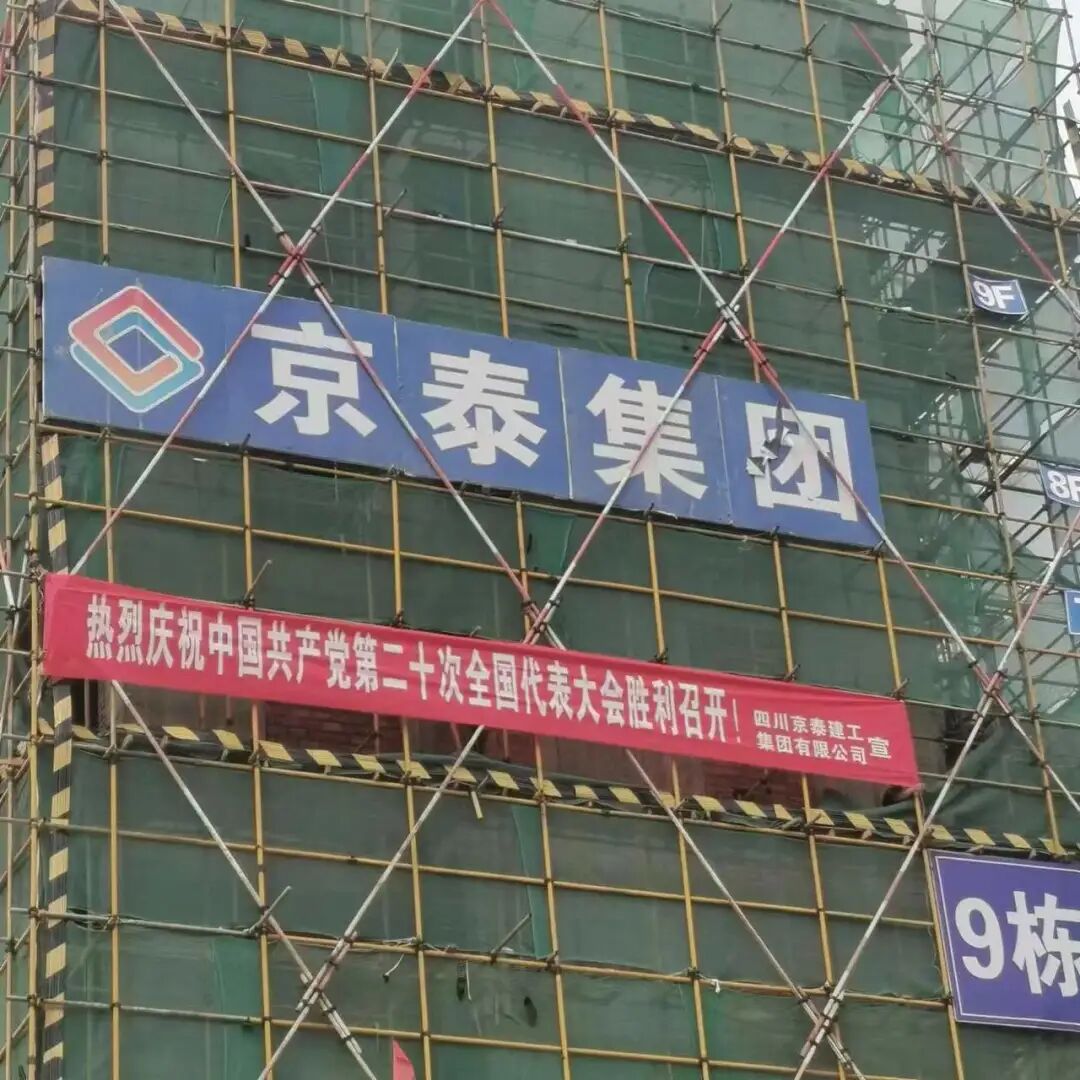 9F
京泰集团
8F
热烈庆祝中国共产党第二十次全国代表大会胜利召开！
四川京泰建工
集团有限公司
宣
9栋